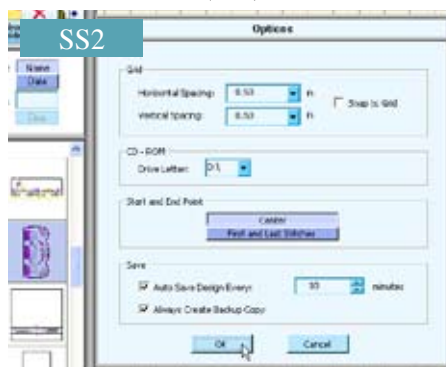 SS2
Options
Name
Date
Grid
Horizontal Spacing: 0.50 in
Vertical Spacing: 0.50 in
Snap to Grid
CD - ROM
Drive Letter: D:\
Start and End Point
Center
First and Last Stitches
Save
Auto Save Design Every: 10 minutes
Always Create Backup Copy
OK Cancel